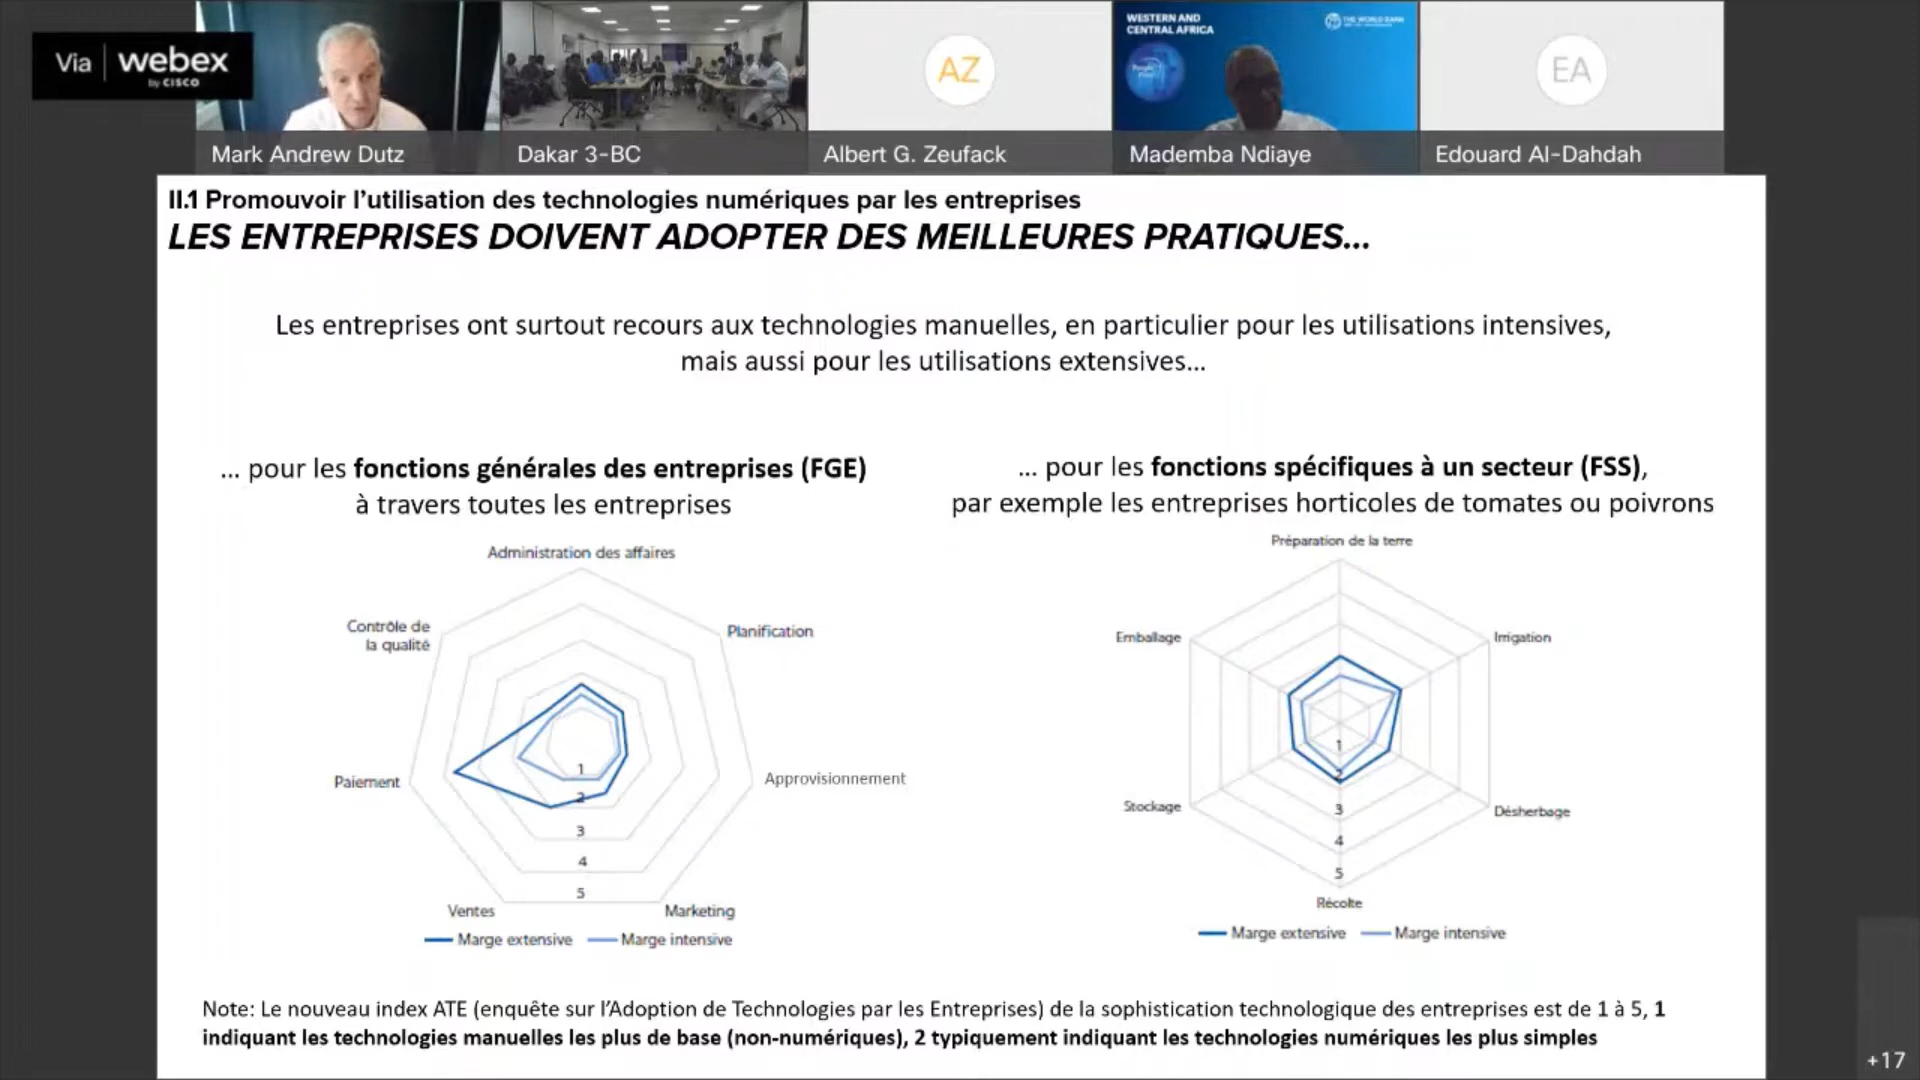 Via webex
by CISCO
AZ
WESTERN AND
CENTRAL AFRICA
THE WORLD BANK
EA
Mark Andrew Dutz
Dakar 3-BC
Albert G. Zeufack
Mademba Ndiaye
Edouard Al-Dahdah
II.1 Promouvoir l’utilisation des technologies numériques par les entreprises
LES ENTREPRISES DOIVENT ADOPTER DES MEILLEURES PRATIQUES...
Les entreprises ont surtout recours aux technologies manuelles, en particulier pour les utilisations intensives,
mais aussi pour les utilisations extensives...
... pour les fonctions générales des entreprises (FGE)
à travers toutes les entreprises
Administration des affaires
Contrôle de
la qualité
Planification
Paiement
Approvisionnement
1
2
3
4
5
Ventes
Marketing
Marge extensive
Marge intensive
... pour les fonctions spécifiques à un secteur (FSS),
par exemple les entreprises horticoles de tomates ou poivrons
Préparation de la terre
Emballage
Irrigation
Stockage
Désherbage
1
2
3
4
5
Récolte
Marge extensive
Marge intensive
Note: Le nouveau index ATE (enquête sur l’Adoption de Technologies par les Entreprises) de la sophistication technologique des entreprises est de 1 à 5, 1
indiquant les technologies manuelles les plus de base (non-numériques), 2 typiquement indiquant les technologies numériques les plus simples
+17